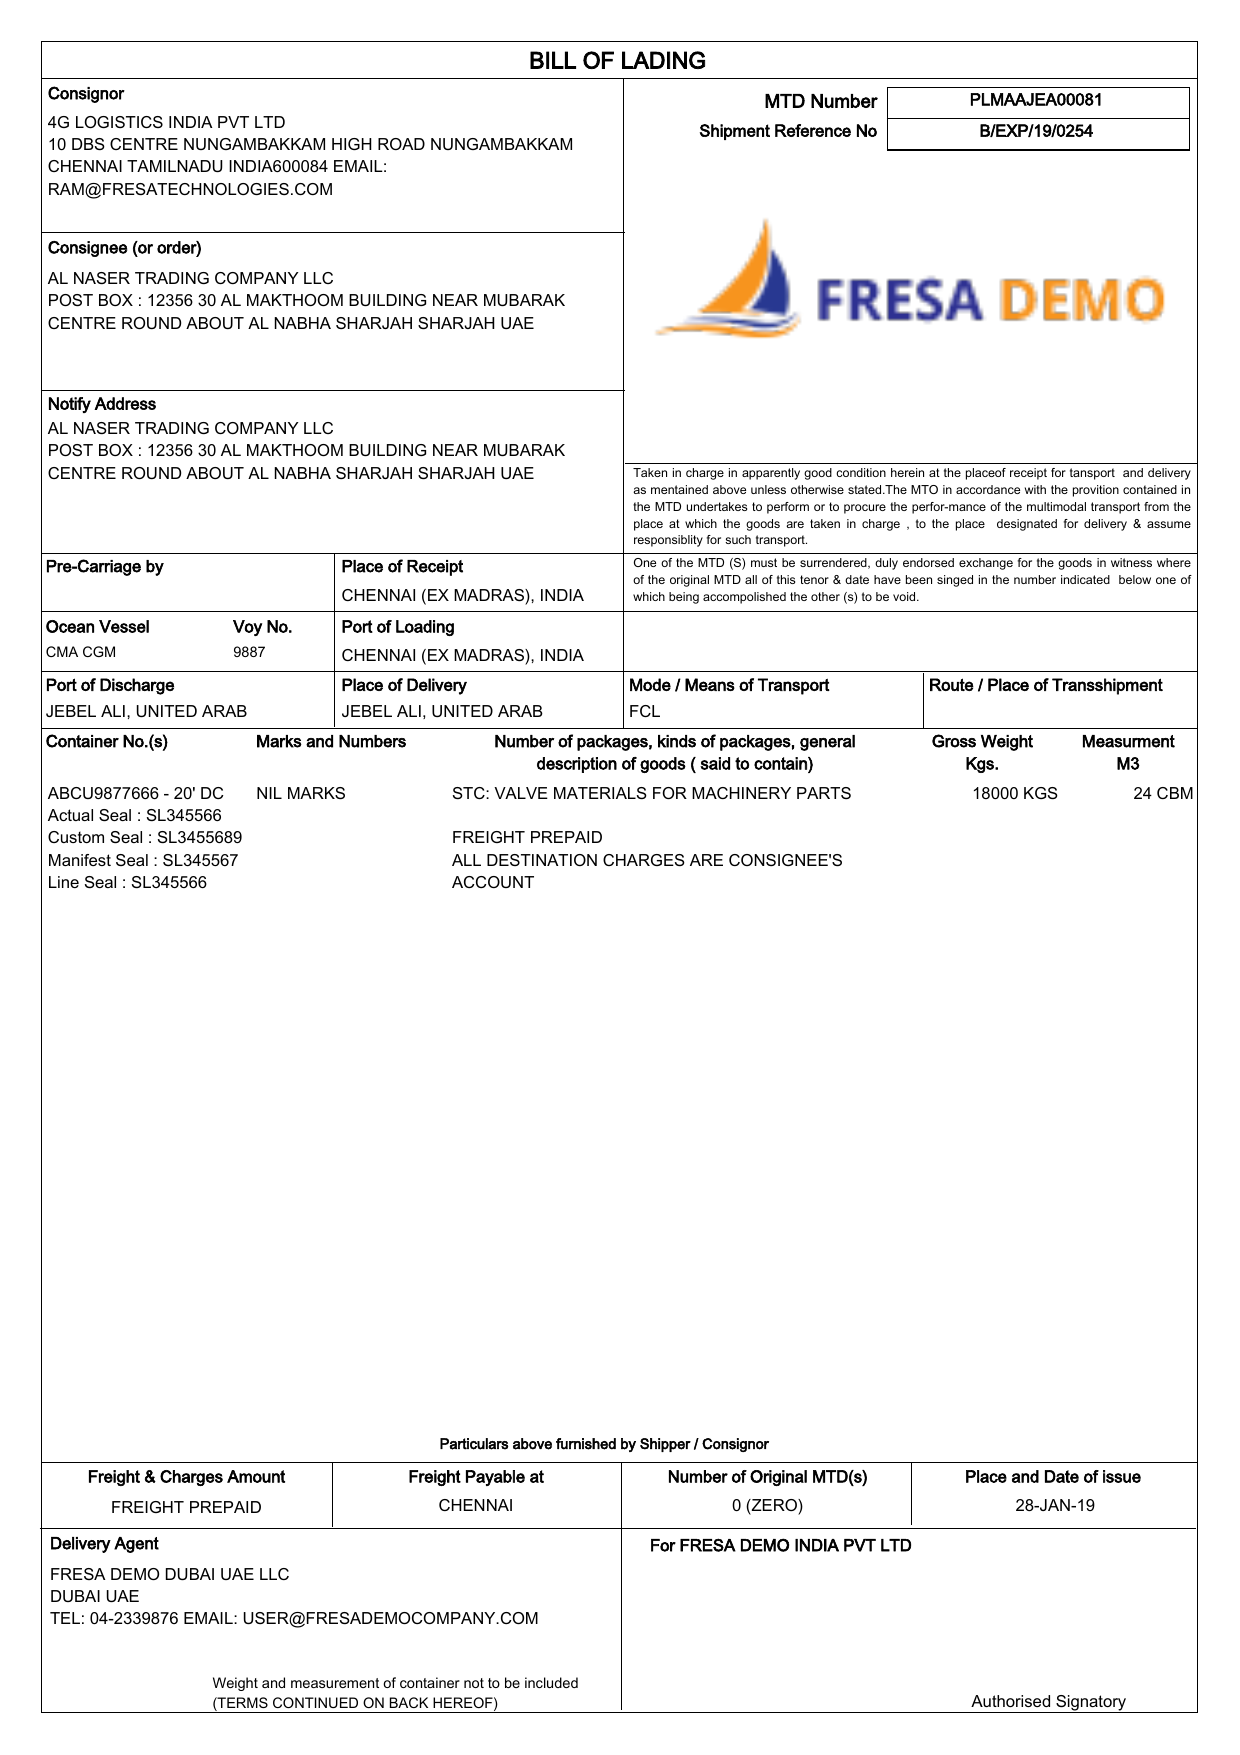 BILL OF LADING
Consignor
4G LOGISTICS INDIA PVT LTD
10 DBS CENTRE NUNGAMBAKKAM HIGH ROAD NUNGAMBAKKAM
CHENNAI TAMILNADU INDIA600084 EMAIL:
RAM@FRESATECHNOLOGIES.COM
MTD Number PLMAAJEA00081
Shipment Reference No B/EXP/19/0254
FRESA DEMO
Consignee (or order)
AL NASER TRADING COMPANY LLC
POST BOX : 12356 30 AL MAKTHOOM BUILDING NEAR MUBARAK
CENTRE ROUND ABOUT AL NABHA SHARJAH SHARJAH UAE
Notify Address
AL NASER TRADING COMPANY LLC
POST BOX : 12356 30 AL MAKTHOOM BUILDING NEAR MUBARAK
CENTRE ROUND ABOUT AL NABHA SHARJAH SHARJAH UAE
Taken in charge in apparently good condition herein at the placeof receipt for tansport and delivery
as mentained above unless otherwise stated.The MTO in accordance with the provition contained in
the MTD undertakes to perform or to procure the perfor-mance of the multimodal transport from the
place at which the goods are taken in charge , to the place designated for delivery & assume
responsiblity for such transport.
One of the MTD (S) must be surrendered, duly endorsed exchange for the goods in witness where
of the original MTD all of this tenor & date have been singed in the number indicated below one of
which being accompolished the other (s) to be void.
Pre-Carriage by
Place of Receipt
CHENNAI (EX MADRAS), INDIA
Ocean Vessel Voy No.
CMA CGM 9887
Port of Loading
CHENNAI (EX MADRAS), INDIA
Port of Discharge
JEBEL ALI, UNITED ARAB
Place of Delivery
JEBEL ALI, UNITED ARAB
Mode / Means of Transport
FCL
Route / Place of Transshipment
Container No.(s)
Marks and Numbers
Number of packages, kinds of packages, general
description of goods ( said to contain)
Gross Weight
Kgs.
Measurment
M3
ABCU9877666 - 20' DC NIL MARKS STC: VALVE MATERIALS FOR MACHINERY PARTS 18000 KGS 24 CBM
Actual Seal : SL345566
Custom Seal : SL3455689 FREIGHT PREPAID
Manifest Seal : SL345567 ALL DESTINATION CHARGES ARE CONSIGNEE'S
Line Seal : SL345566 ACCOUNT
Particulars above furnished by Shipper / Consignor
Freight & Charges Amount
FREIGHT PREPAID
Freight Payable at
CHENNAI
Number of Original MTD(s)
0 (ZERO)
Place and Date of issue
28-JAN-19
Delivery Agent
FRESA DEMO DUBAI UAE LLC
DUBAI UAE
TEL: 04-2339876 EMAIL: USER@FRESADEMOCOMPANY.COM
Weight and measurement of container not to be included
(TERMS CONTINUED ON BACK HEREOF)
For FRESA DEMO INDIA PVT LTD
Authorised Signatory